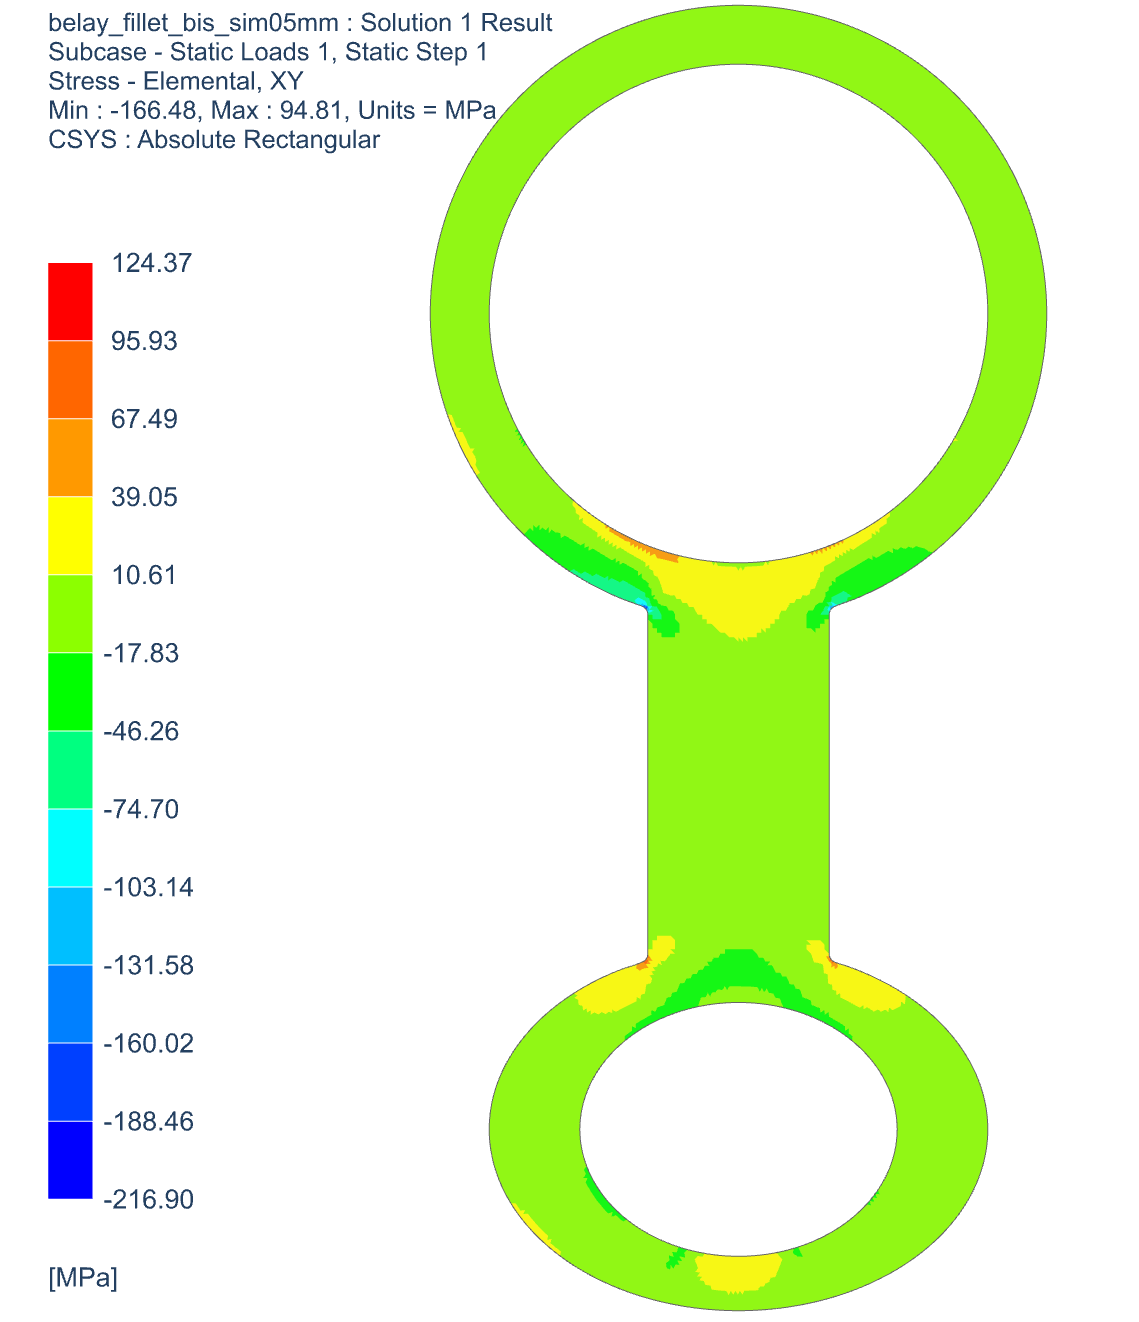 belay_fillet_bis_sim05mm : Solution 1 Result
Subcase - Static Loads 1, Static Step 1
Stress - Elemental, XY
Min : -166.48, Max : 94.81, Units = MPa
CSYS : Absolute Rectangular
124.37
95.93
67.49
39.05
10.61
-17.83
-46.26
-74.70
-103.14
-131.58
-160.02
-188.46
-216.90
[MPa]